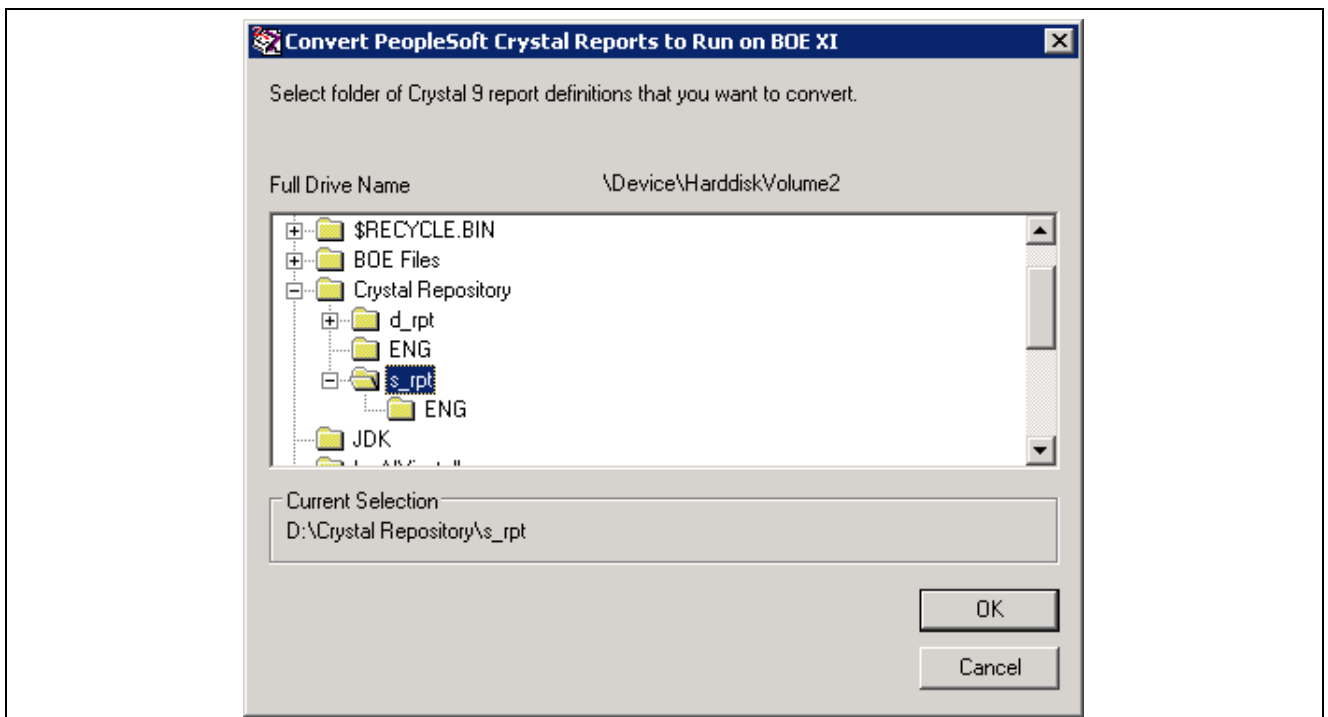 Convert PeopleSoft Crystal Reports to Run on BOE XI
Select folder of Crystal 9 report definitions that you want to convert.
Full Drive Name \Device\HarddiskVolume2
$RECYCLE.BIN
BOE Files
Crystal Repository
d_rpt
ENG
s_rpt
ENG
JDK
Current Selection
D:\Crystal Repository\s_rpt
OK
Cancel